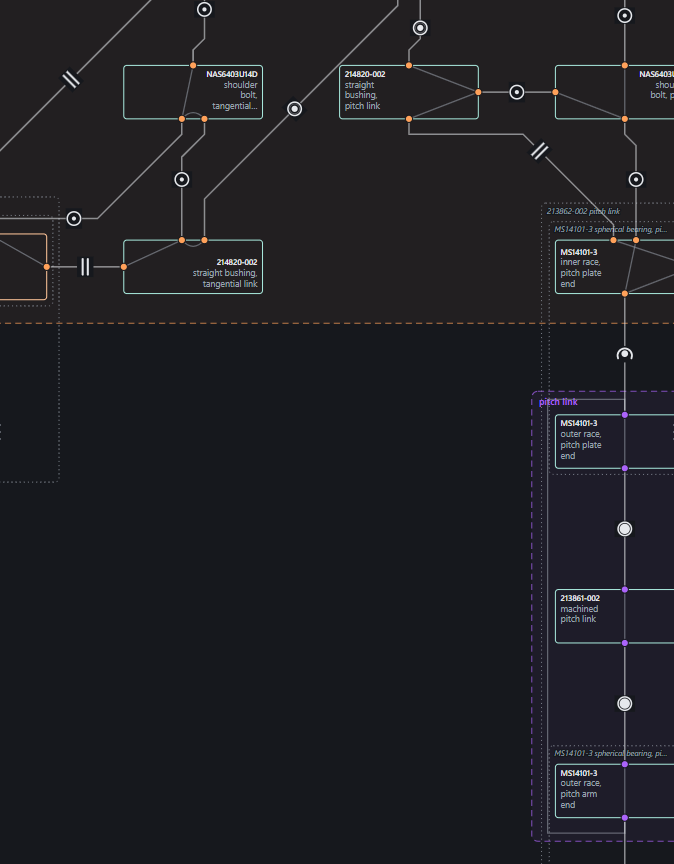 NAS6403U14D
shoulder
bolt,
tangential...
214820-002
straight
bushing,
pitch link
NAS6403U
shou
bolt, p
213862-002 pitch link
MS14101-3 spherical bearing, pi...
MS14101-3
inner race,
pitch plate
end
214820-002
straight bushing,
tangential link
pitch link
MS14101-3
outer race,
pitch plate
end
213861-002
machined
pitch link
MS14101-3 spherical bearing, pi...
MS14101-3
outer race,
pitch arm
end